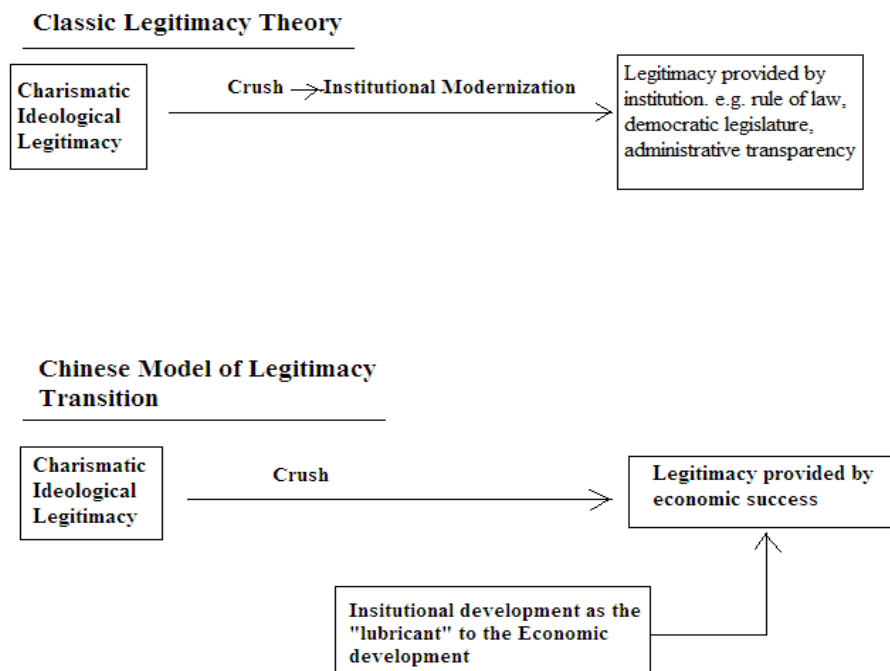 Classic Legitimacy Theory
Charismatic
Ideological
Legitimacy
Crush → Institutional Modernization
Legitimacy provided by
institution. e.g. rule of law,
democratic legislature,
administrative transparency
Chinese Model of Legitimacy
Transition
Charismatic
Ideological
Legitimacy
Crush
Legitimacy provided by
economic success
Insitutional development as the
"lubricant" to the Economic
development